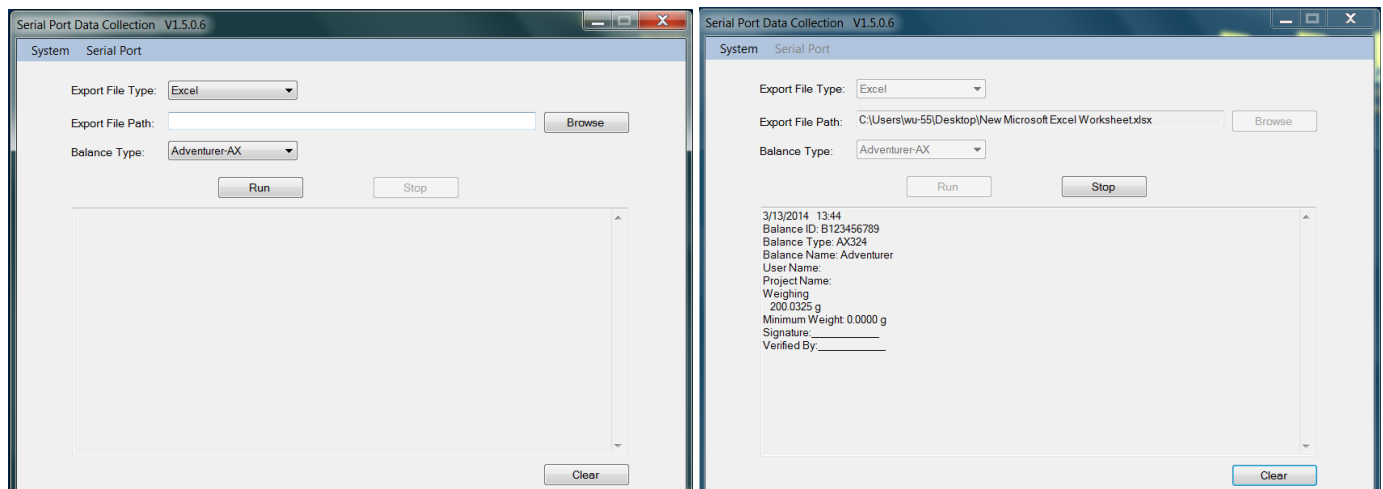 Serial Port Data Collection V1.5.0.6
System Serial Port
Export File Type: Excel
Export File Path: Browse
Balance Type: Adventurer-AX
Run Stop
Clear
Serial Port Data Collection V1.5.0.6
System Serial Port
Export File Type: Excel
Export File Path: C:\Users\wu-55\Desktop\New Microsoft Excel Worksheet.xlsx Browse
Balance Type: Adventurer-AX
Run Stop
3/13/2014 13:44
Balance ID: B123456789
Balance Type: AX324
Balance Name: Adventurer
User Name:
Project Name:
Weighing
200.0325 g
Minimum Weight: 0.0000 g
Signature:____________
Verified By:____________
Clear